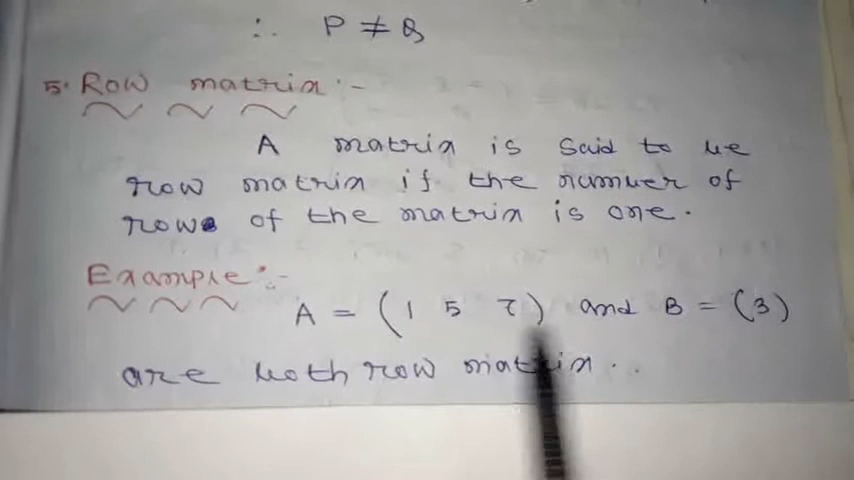 ∴ P ≠ Q
5. Row matrix :-
A matrix is said to be
row matrix if the number of
rows of the matrix is one.
Example :-
A = (1 5 7) and B = (3)
are both row matrix..